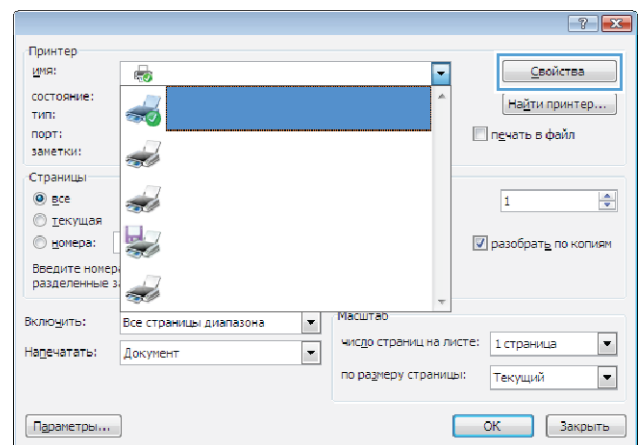 Принтер
имя:
Свойства
состояние:
Найти принтер...
тип:
порт:
печать в файл
заметки:
Страницы
все
1
текущая
номера:
разобрать по копиям
Введите номер
разделенные з
Включить:
Все страницы диапазона
Масштаб
число страниц на листе:
1 страница
Напечатать:
Документ
по размеру страницы:
Текущий
Параметры...
ОК
Закрыть